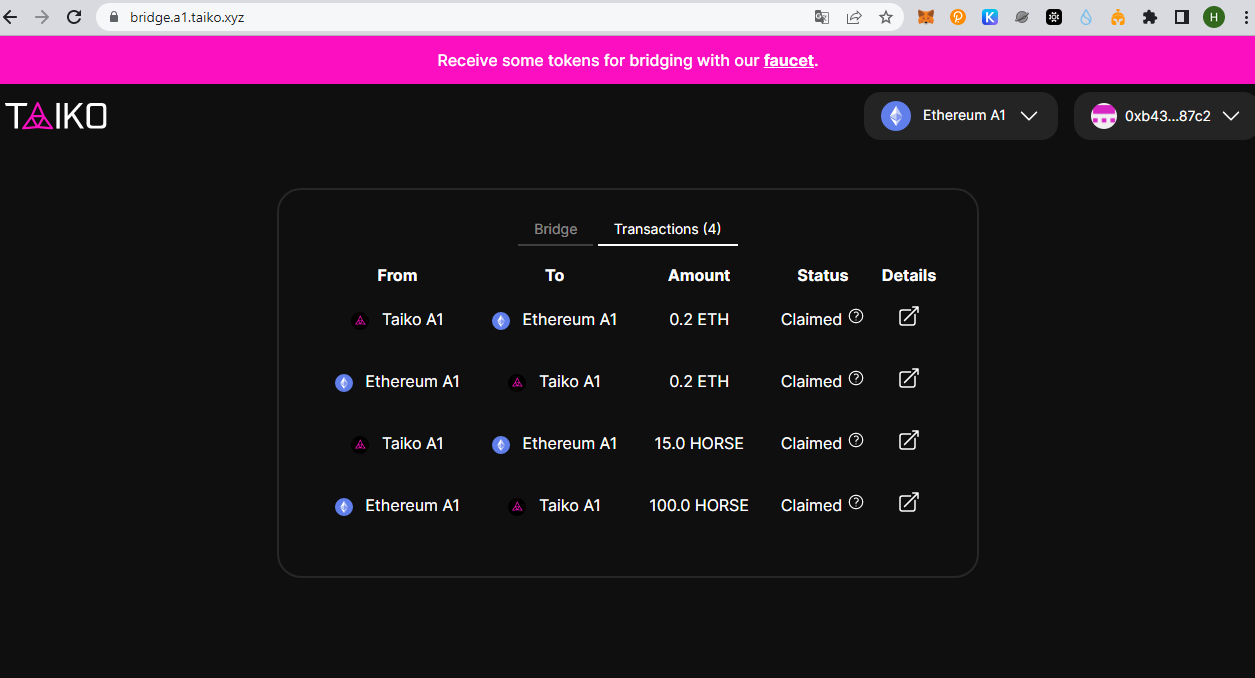 bridge.a1.taiko.xyz
H
Receive some tokens for bridging with our faucet.
TAIKO
Ethereum A1
0xb43...87c2
Bridge Transactions (4)
From To Amount Status Details
Taiko A1 Ethereum A1 0.2 ETH Claimed ?
Ethereum A1 Taiko A1 0.2 ETH Claimed ?
Taiko A1 Ethereum A1 15.0 HORSE Claimed ?
Ethereum A1 Taiko A1 100.0 HORSE Claimed ?